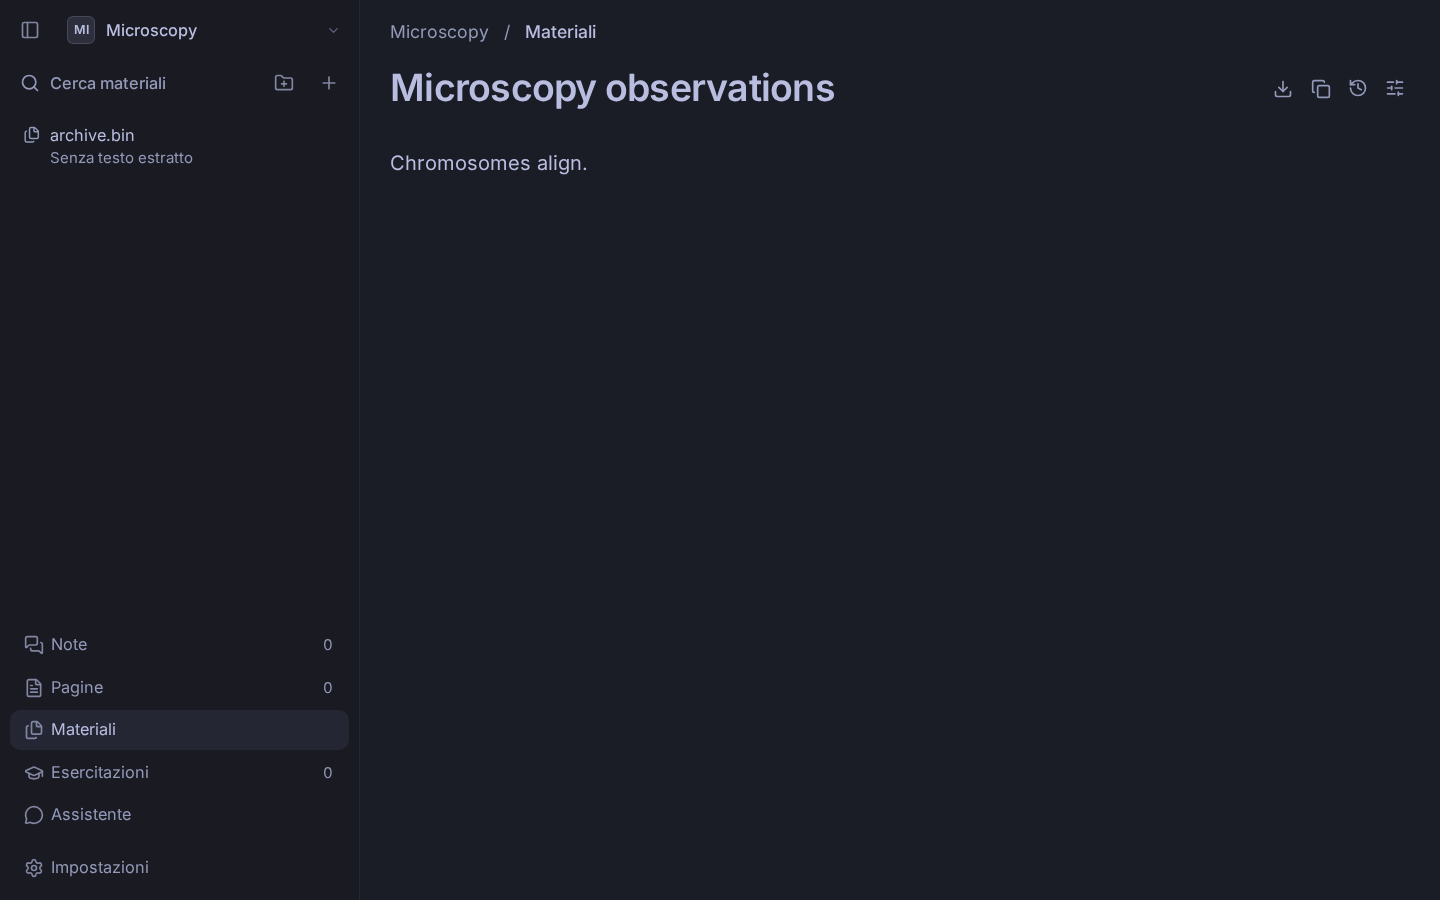 MI Microscopy
Cerca materiali
archive.bin
Senza testo estratto
Note 0
Pagine 0
Materiali
Esercitazioni 0
Assistente
Impostazioni
Microscopy / Materiali
Microscopy observations
Chromosomes align.